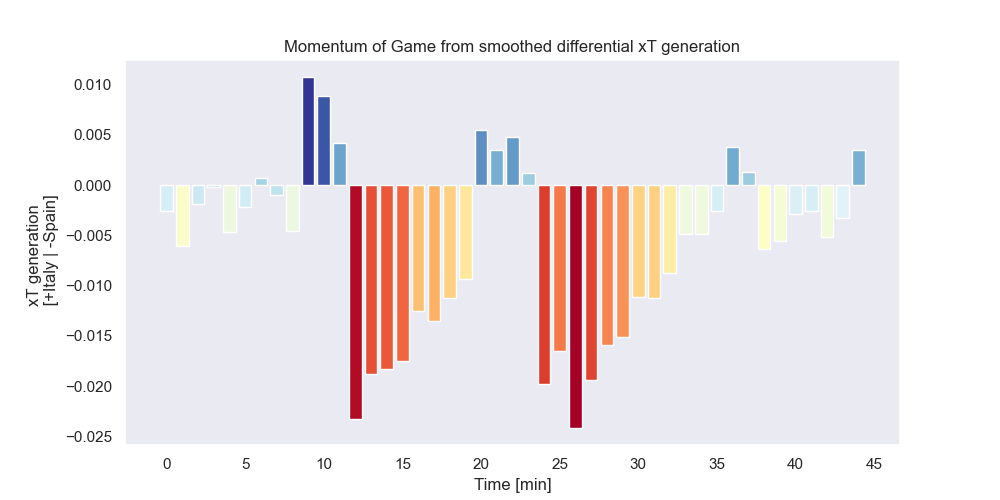 Momentum of Game from smoothed differential xT generation
0.010
0.005
0.000
−0.005
−0.010
−0.015
−0.020
−0.025
xT generation
[+Italy | -Spain]
0 5 10 15 20 25 30 35 40 45
Time [min]